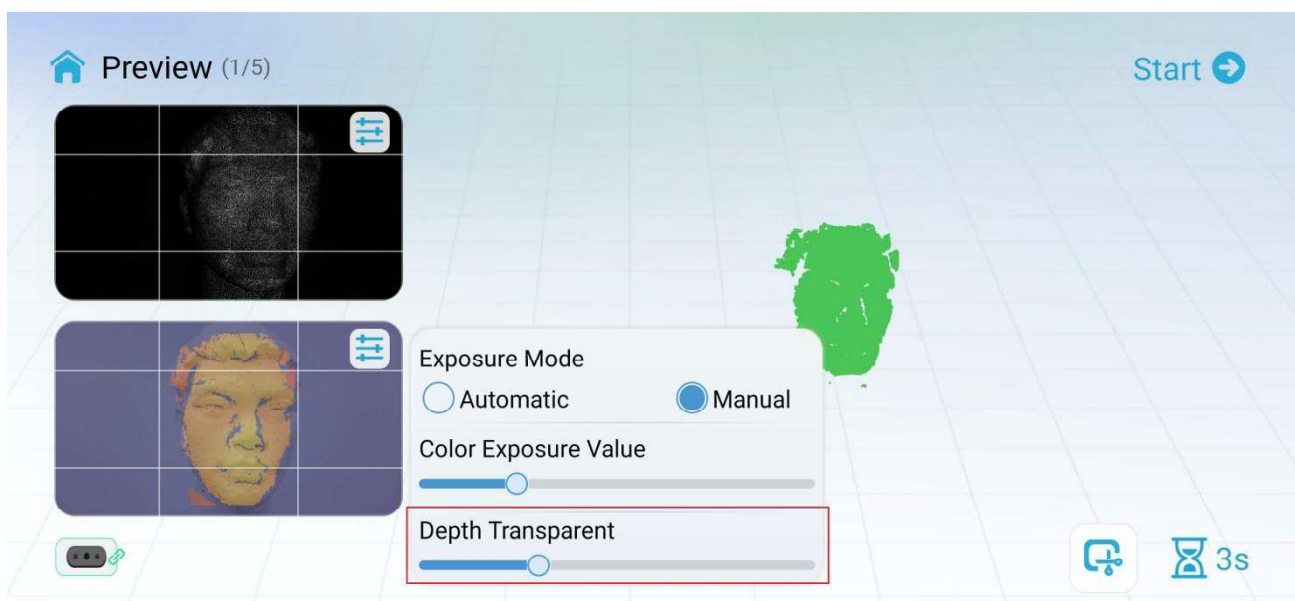 Preview (1/5)
Start
Exposure Mode
Automatic Manual
Color Exposure Value
Depth Transparent
3s